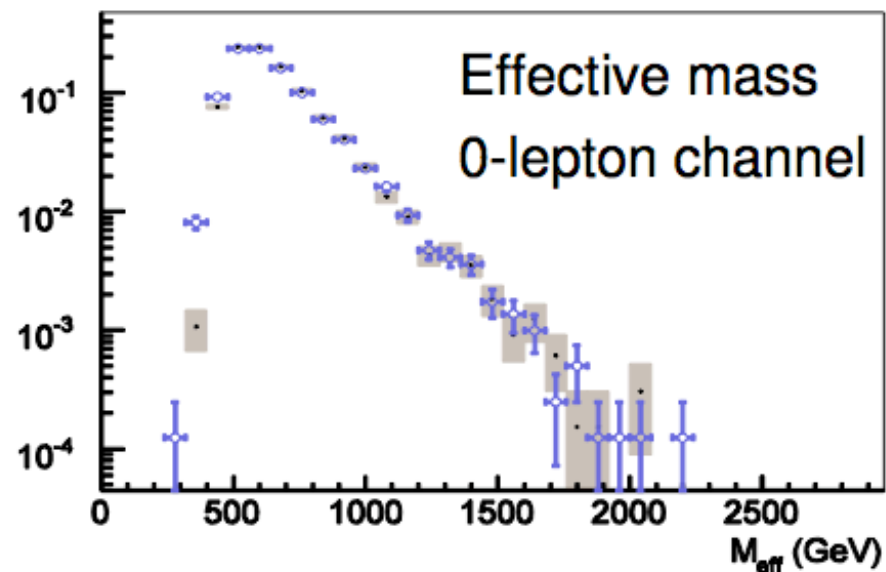 Effective mass
0-lepton channel
10⁻¹
10⁻²
10⁻³
10⁻⁴
0 500 1000 1500 2000 2500
M_eff (GeV)